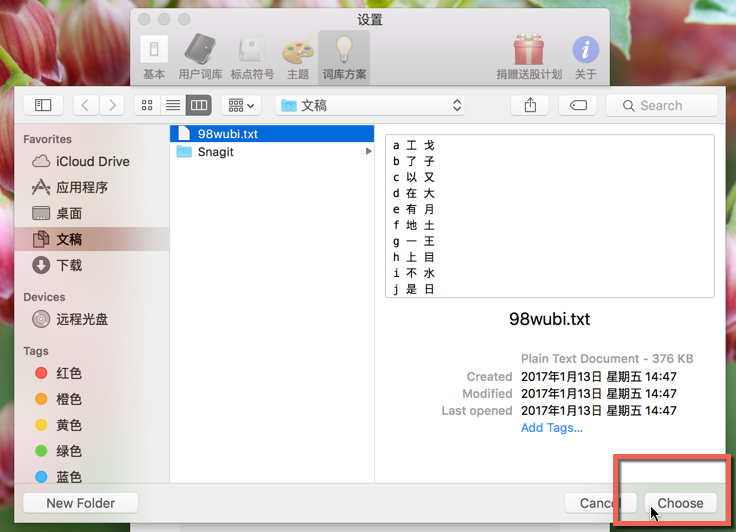 设置
基本
用户词库
标点符号
主题
词库方案
捐赠送股计划
关于
文稿
Search
Favorites
iCloud Drive
应用程序
桌面
文稿
下载
Devices
远程光盘
Tags
红色
橙色
黄色
绿色
蓝色
98wubi.txt
Snagit
a 工 戈
b 了 子
c 以 又
d 在 大
e 有 月
f 地 土
g 一 王
h 上 目
i 不 水
j 是 日
98wubi.txt
Plain Text Document - 376 KB
Created 2017年1月13日 星期五 14:47
Modified 2017年1月13日 星期五 14:47
Last opened 2017年1月13日 星期五 14:47
Add Tags...
New Folder
Cancel
Choose